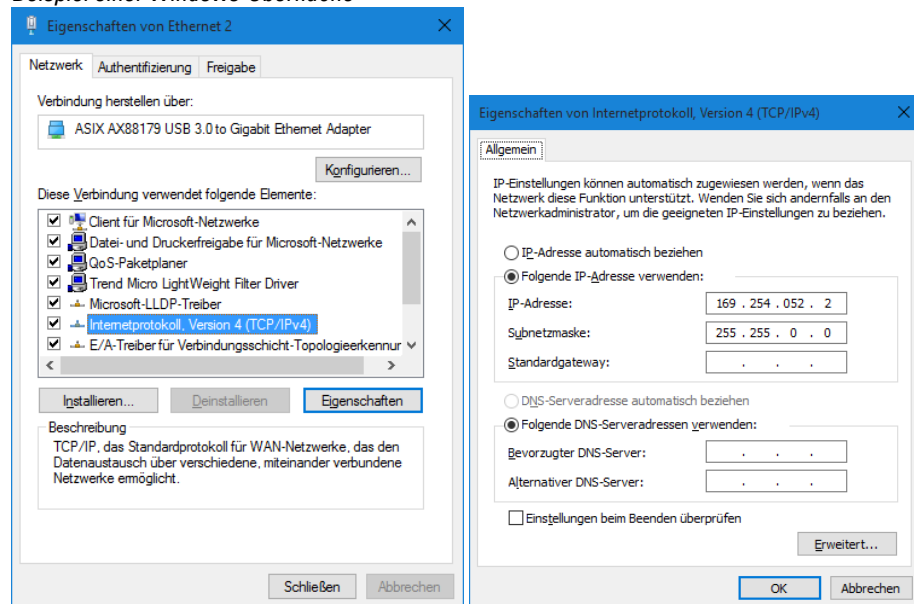 Beispiel einer Windows-Oberfläche
Eigenschaften von Ethernet 2
Netzwerk Authentifizierung Freigabe
Verbindung herstellen über:
ASIX AX88179 USB 3.0 to Gigabit Ethernet Adapter
Konfigurieren...
Diese Verbindung verwendet folgende Elemente:
Client für Microsoft-Netzwerke
Datei- und Druckerfreigabe für Microsoft-Netzwerke
QoS-Paketplaner
Trend Micro LightWeight Filter Driver
Microsoft-LLDP-Treiber
Internetprotokoll, Version 4 (TCP/IPv4)
E/A-Treiber für Verbindungsschicht-Topologieerkennur
Installieren... Deinstallieren Eigenschaften
Beschreibung
TCP/IP, das Standardprotokoll für WAN-Netzwerke, das den
Datenaustausch über verschiedene, miteinander verbundene
Netzwerke ermöglicht.
Schließen Abbrechen
Eigenschaften von Internetprotokoll, Version 4 (TCP/IPv4)
Allgemein
IP-Einstellungen können automatisch zugewiesen werden, wenn das
Netzwerk diese Funktion unterstützt. Wenden Sie sich andernfalls an den
Netzwerkadministrator, um die geeigneten IP-Einstellungen zu beziehen.
IP-Adresse automatisch beziehen
Folgende IP-Adresse verwenden:
IP-Adresse: 169 . 254 . 052 . 2
Subnetzmaske: 255 . 255 . 0 . 0
Standardgateway: . . .
DNS-Serveradresse automatisch beziehen
Folgende DNS-Serveradressen verwenden:
Bevorzugter DNS-Server: . . .
Alternativer DNS-Server: . . .
Einstellungen beim Beenden überprüfen
Erweitert...
OK Abbrechen